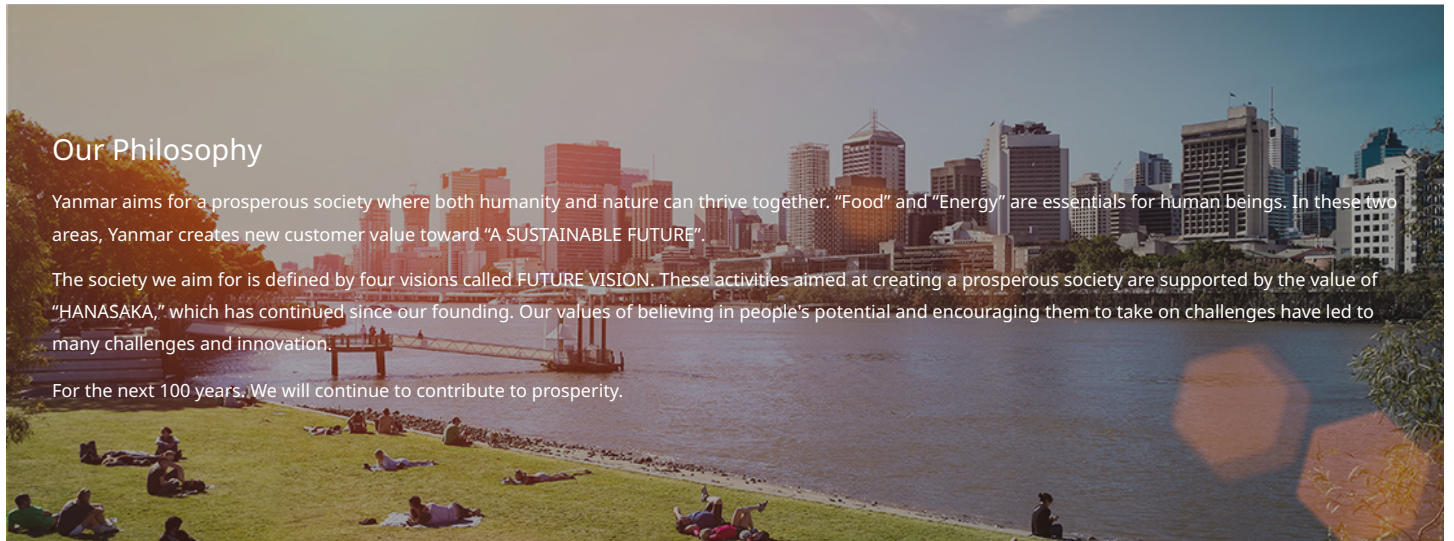 Our Philosophy
Yanmar aims for a prosperous society where both humanity and nature can thrive together. “Food” and “Energy” are essentials for human beings. In these two
areas, Yanmar creates new customer value toward “A SUSTAINABLE FUTURE”.
The society we aim for is defined by four visions called FUTURE VISION. These activities aimed at creating a prosperous society are supported by the value of
“HANASAKA,” which has continued since our founding. Our values of believing in people's potential and encouraging them to take on challenges have led to
many challenges and innovation.
For the next 100 years. We will continue to contribute to prosperity.